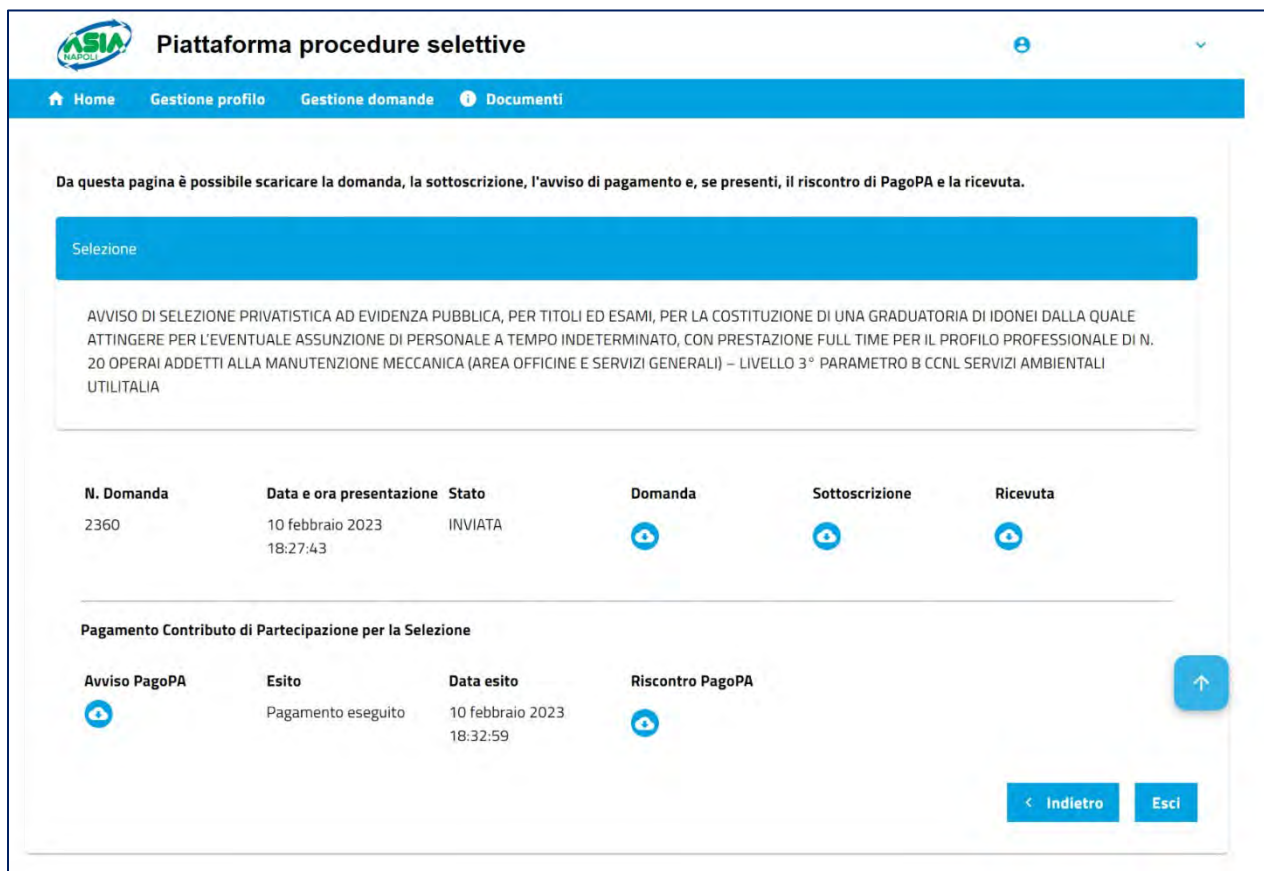 ASIA
NAPOLI
Piattaforma procedure selettive
Home Gestione profilo Gestione domande Documenti
Da questa pagina è possibile scaricare la domanda, la sottoscrizione, l'avviso di pagamento e, se presenti, il riscontro di PagoPA e la ricevuta.
Selezione
AVVISO DI SELEZIONE PRIVATISTICA AD EVIDENZA PUBBLICA, PER TITOLI ED ESAMI, PER LA COSTITUZIONE DI UNA GRADUATORIA DI IDONEI DALLA QUALE
ATTINGERE PER L'EVENTUALE ASSUNZIONE DI PERSONALE A TEMPO INDETERMINATO, CON PRESTAZIONE FULL TIME PER IL PROFILO PROFESSIONALE DI N.
20 OPERAI ADDETTI ALLA MANUTENZIONE MECCANICA (AREA OFFICINE E SERVIZI GENERALI) – LIVELLO 3° PARAMETRO B CCNL SERVIZI AMBIENTALI
UTILITALIA
N. Domanda Data e ora presentazione Stato Domanda Sottoscrizione Ricevuta
2360 10 febbraio 2023 INVIATA
18:27:43
Pagamento Contributo di Partecipazione per la Selezione
Avviso PagoPA Esito Data esito Riscontro PagoPA
Pagamento eseguito 10 febbraio 2023
18:32:59
< Indietro Esci